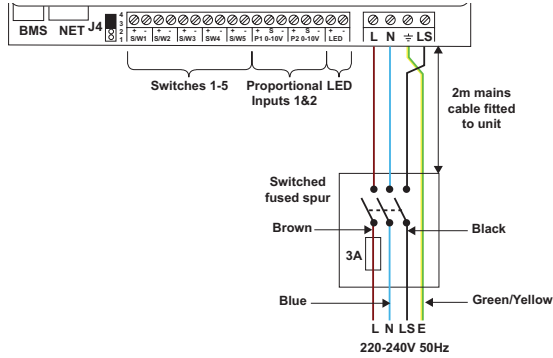 BMS NET J4 4 3 2 1
+ - + - + - + - + - + S - + S - + -
S/W1 S/W2 S/W3 S/W4 S/W5 P1 0-10V P2 0-10V LED
L N LS
Switches 1-5
Proportional
Inputs 1&2
LED
2m mains
cable fitted
to unit
Switched
fused spur
Brown
Black
3A
Blue
Green/Yellow
L N LS E
220-240V 50Hz